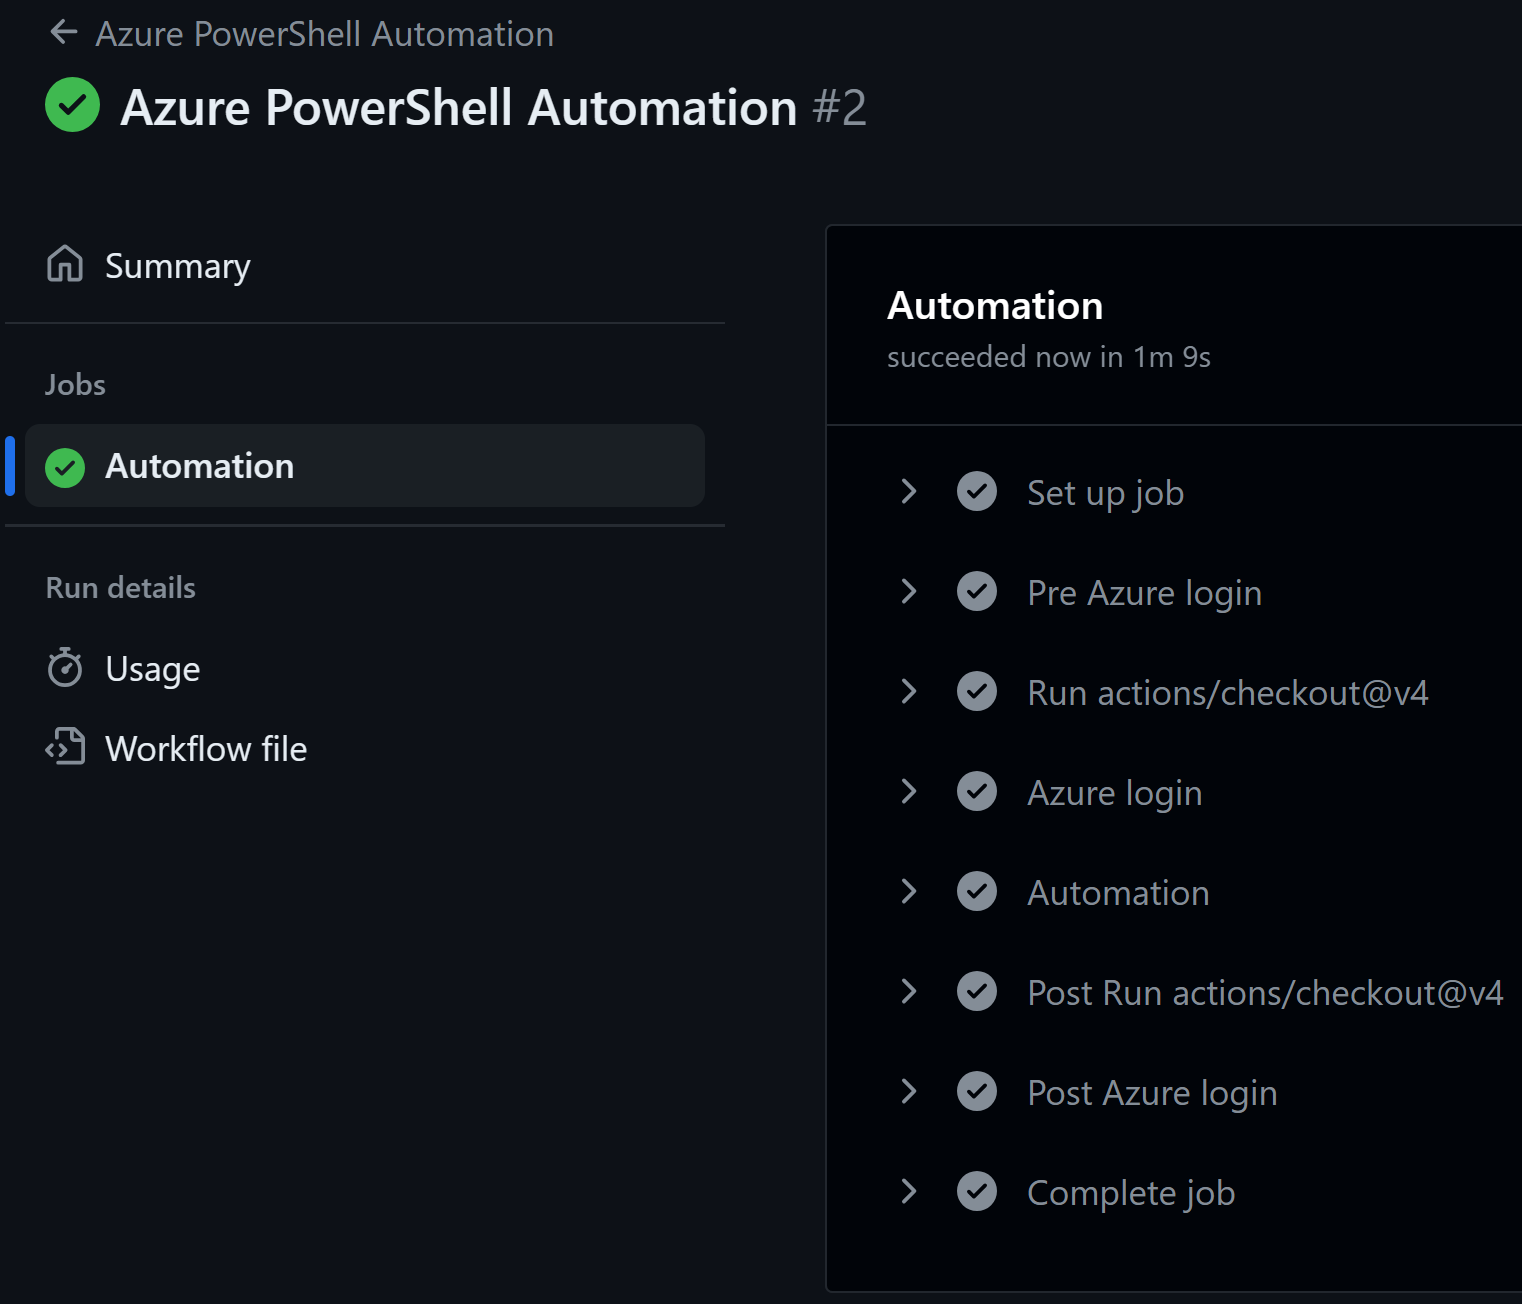 Azure PowerShell Automation
Azure PowerShell Automation #2
Summary
Jobs
Automation
Run details
Usage
Workflow file
Automation
succeeded now in 1m 9s
Set up job
Pre Azure login
Run actions/checkout@v4
Azure login
Automation
Post Run actions/checkout@v4
Post Azure login
Complete job